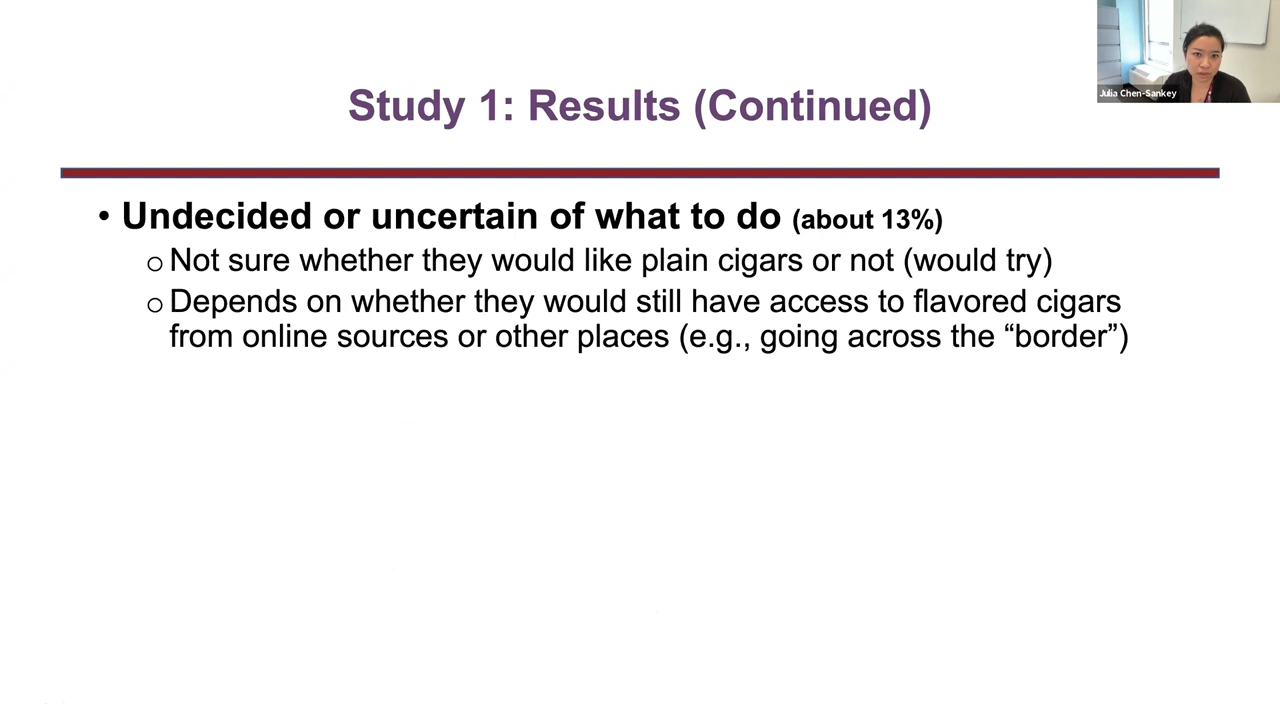 Julia Chen-Sankey
Study 1: Results (Continued)
• Undecided or uncertain of what to do (about 13%)
o Not sure whether they would like plain cigars or not (would try)
o Depends on whether they would still have access to flavored cigars
from online sources or other places (e.g., going across the “border”)